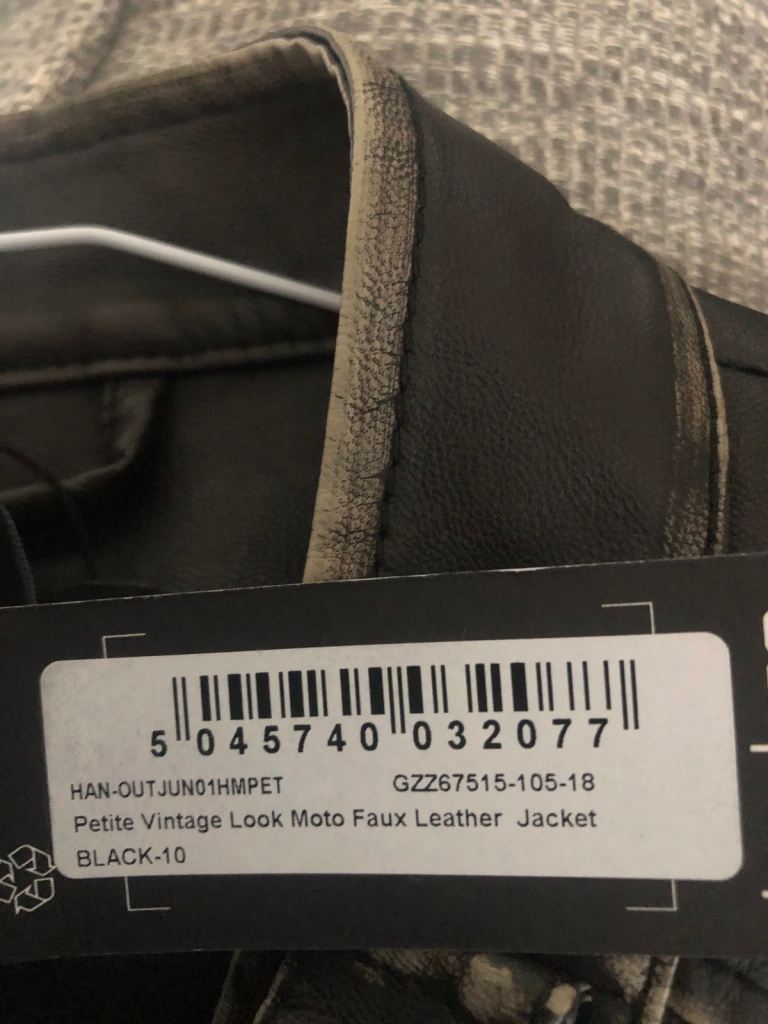 5 045740 032077
HAN-OUTJUN01HMPET GZZ67515-105-18
Petite Vintage Look Moto Faux Leather Jacket
BLACK-10